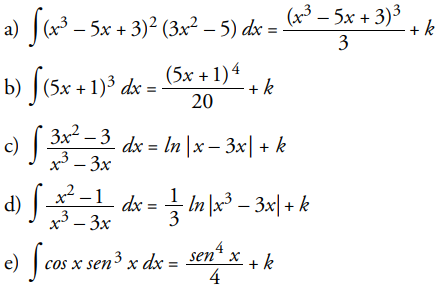 a) ∫(x³ – 5x + 3)² (3x² – 5) dx = (x³ – 5x + 3)³ / 3 + k
b) ∫(5x + 1)³ dx = (5x + 1)⁴ / 20 + k
c) ∫ 3x² – 3 / x³ – 3x dx = ln |x – 3x| + k
d) ∫ x² – 1 / x³ – 3x dx = 1/3 ln |x³ – 3x| + k
e) ∫cos x sen³ x dx = sen⁴ x / 4 + k